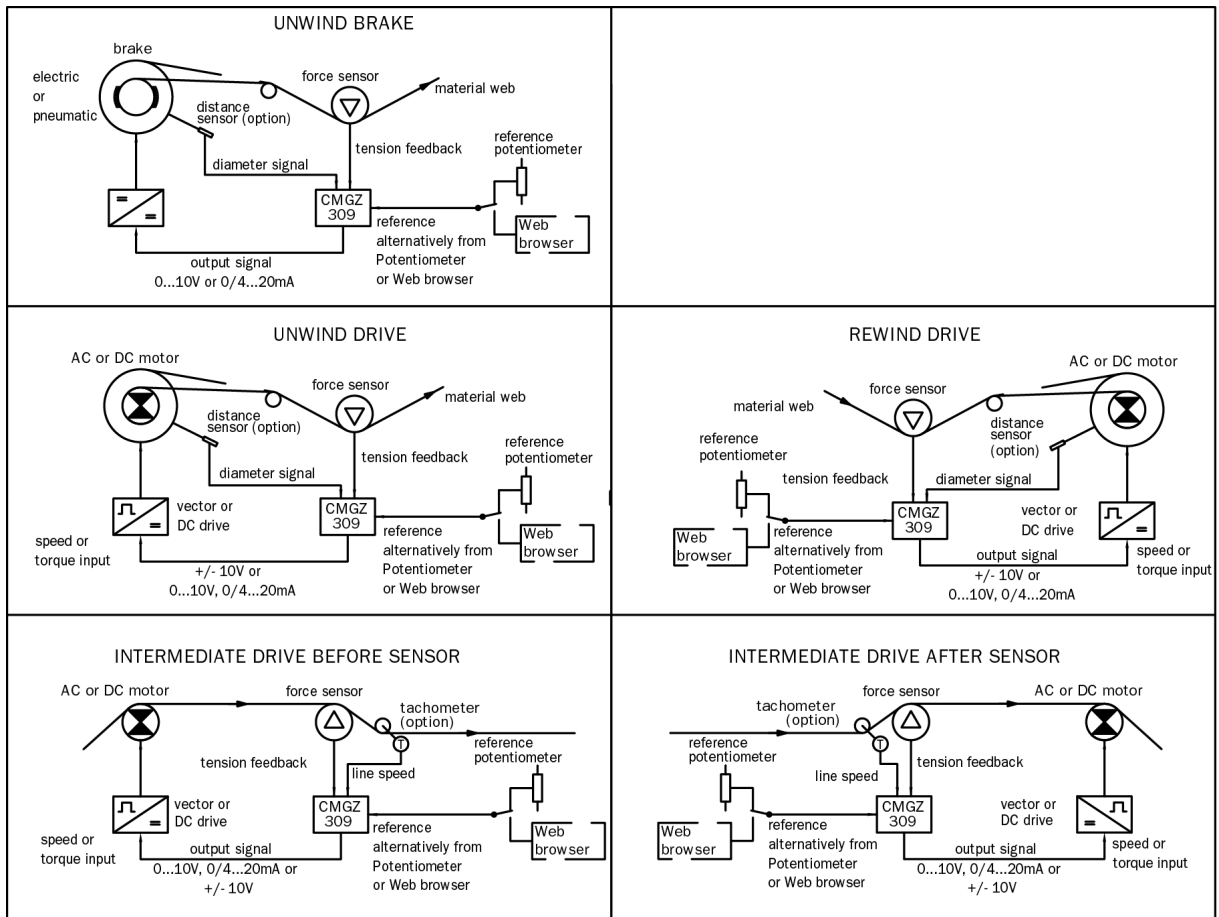 UNWIND BRAKE
brake
electric
or
pneumatic
force sensor
material web
distance
sensor (option)
reference
potentiometer
tension feedback
diameter signal
CMGZ
309
reference
alternatively from
Potentiometer
or Web browser
Web
browser
output signal
0...10V or 0/4...20mA
UNWIND DRIVE
AC or DC motor
force sensor
material web
distance
sensor (option)
reference
potentiometer
tension feedback
diameter signal
CMGZ
309
vector or
DC drive
speed or
torque input
reference
alternatively from
Potentiometer
or Web browser
Web
browser
+/- 10V or
0...10V, 0/4...20mA
REWIND DRIVE
AC or DC motor
force sensor
material web
distance
sensor
(option)
reference
potentiometer
tension feedback
diameter signal
CMGZ
309
vector or
DC drive
Web
browser
reference
alternatively from
Potentiometer
or Web browser
output signal
+/- 10V or
0...10V, 0/4...20mA
speed or
torque input
INTERMEDIATE DRIVE BEFORE SENSOR
AC or DC motor
force sensor
tachometer
(option)
T
reference
potentiometer
tension feedback
line speed
CMGZ
309
vector or
DC drive
speed or
torque input
reference
alternatively from
Potentiometer
or Web browser
Web
browser
output signal
0...10V, 0/4...20mA or
+/- 10V
INTERMEDIATE DRIVE AFTER SENSOR
force sensor
AC or DC motor
tachometer
(option)
T
reference
potentiometer
line speed
tension feedback
CMGZ
309
vector or
DC drive
Web
browser
reference
alternatively from
Potentiometer
or Web browser
output signal
0...10V, 0/4...20mA or
+/- 10V
speed or
torque input